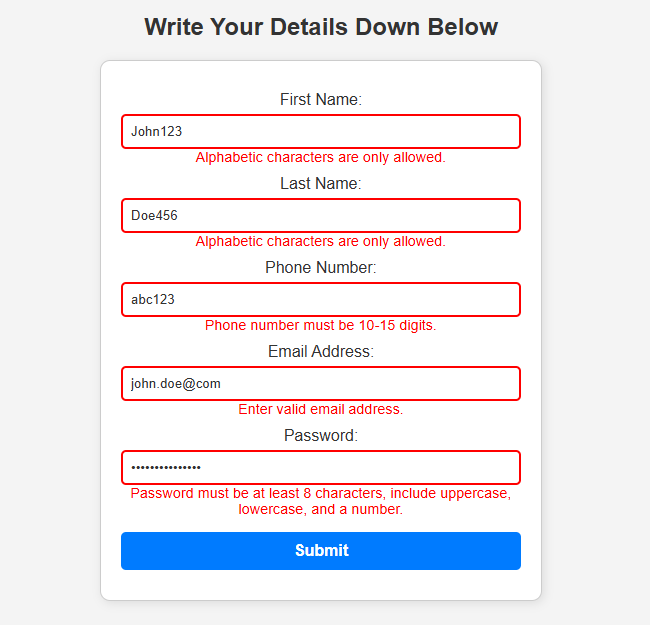 Write Your Details Down Below
First Name:
John123
Alphabetic characters are only allowed.
Last Name:
Doe456
Alphabetic characters are only allowed.
Phone Number:
abc123
Phone number must be 10-15 digits.
Email Address:
john.doe@com
Enter valid email address.
Password:
•••••••••••••••
Password must be at least 8 characters, include uppercase,
lowercase, and a number.
Submit